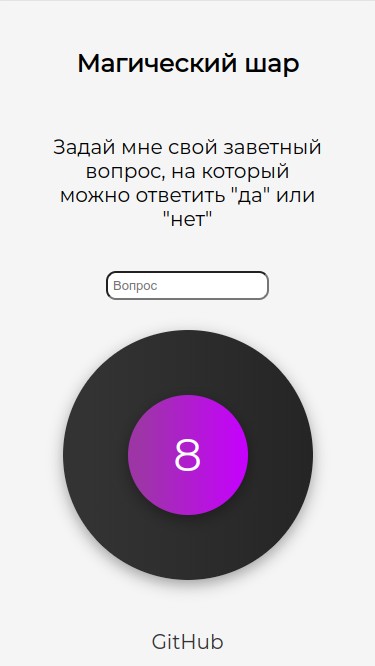 Магический шар
Задай мне свой заветный
вопрос, на который
можно ответить "да" или
"нет"
Вопрос
8
GitHub